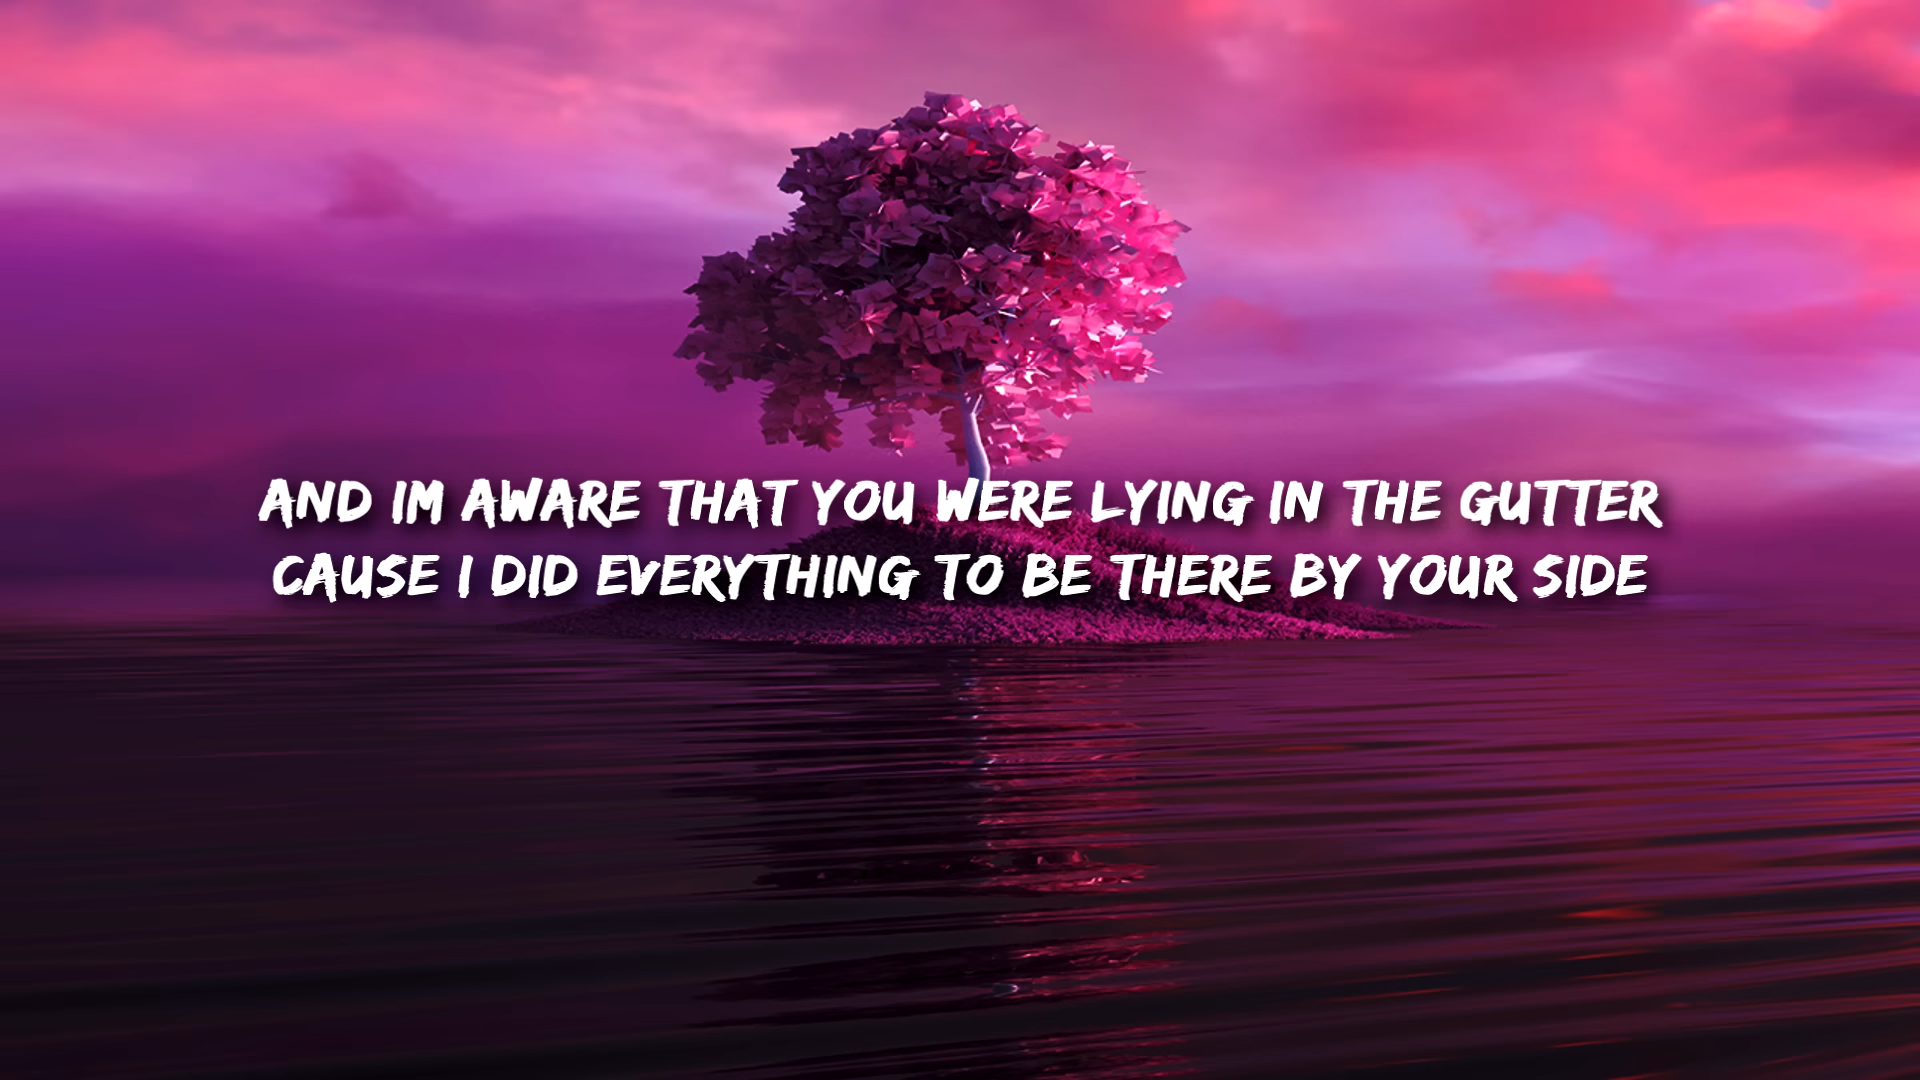 AND IM AWARE THAT YOU WERE LYING IN THE GUTTER
CAUSE I DID EVERYTHING TO BE THERE BY YOUR SIDE